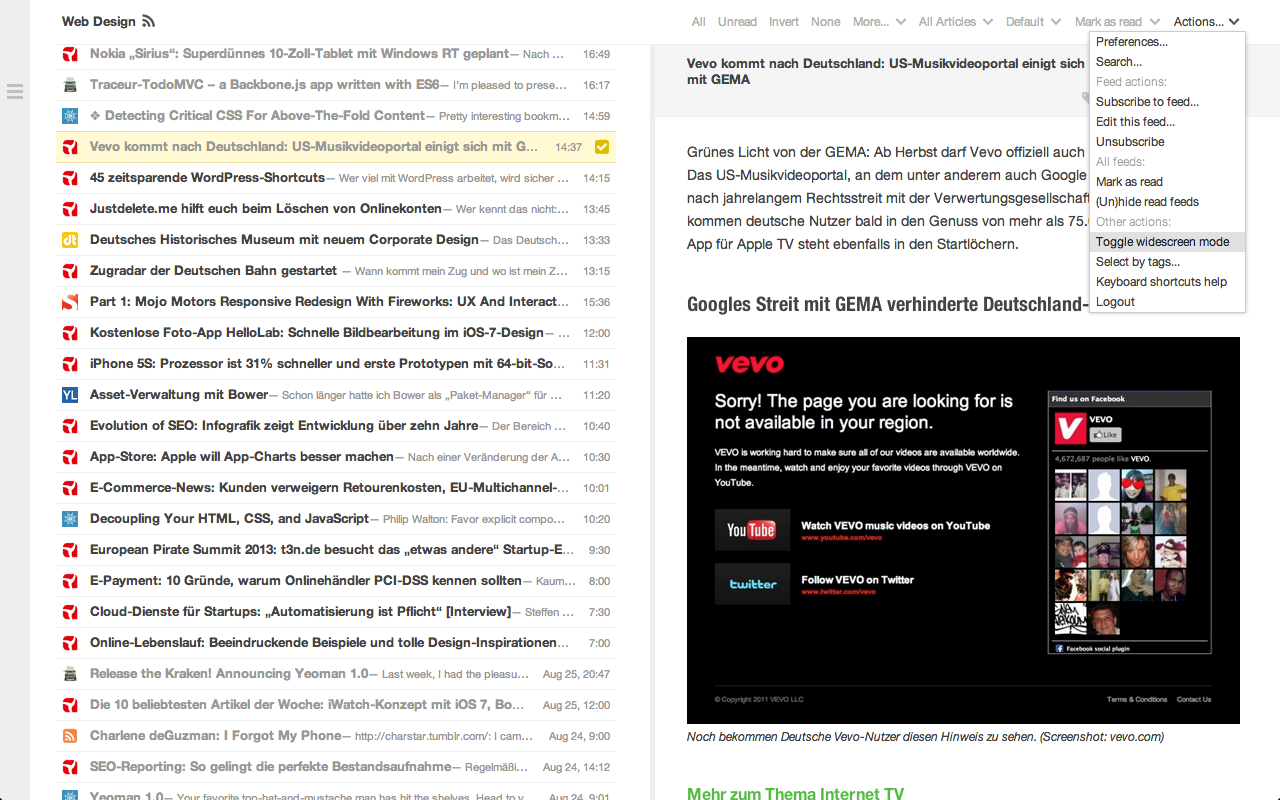 Web Design
All Unread Invert None More... All Articles Default Mark as read Actions...
Nokia „Sirius“: Superdünnes 10-Zoll-Tablet mit Windows RT geplant— Nach ... 16:49
Traceur-TodoMVC – a Backbone.js app written with ES6— I'm pleased to prese... 16:17
❖ Detecting Critical CSS For Above-The-Fold Content— Pretty interesting bookm... 14:59
Vevo kommt nach Deutschland: US-Musikvideoportal einigt sich mit G... 14:37
45 zeitsparende WordPress-Shortcuts— Wer viel mit WordPress arbeitet, wird sicher ... 14:15
Justdelete.me hilft euch beim Löschen von Onlinekonten— Wer kennt das nicht:... 13:45
dt Deutsches Historisches Museum mit neuem Corporate Design— Das Deutsch... 13:33
Zugradar der Deutschen Bahn gestartet — Wann kommt mein Zug und wo ist mein Z... 13:15
Part 1: Mojo Motors Responsive Redesign With Fireworks: UX And Interact... 15:36
Kostenlose Foto-App HelloLab: Schnelle Bildbearbeitung im iOS-7-Design— ... 12:00
iPhone 5S: Prozessor ist 31% schneller und erste Prototypen mit 64-bit-So... 11:31
YL Asset-Verwaltung mit Bower— Schon länger hatte ich Bower als „Paket-Manager“ für ... 11:20
Evolution of SEO: Infografik zeigt Entwicklung über zehn Jahre— Der Bereich ... 10:40
App-Store: Apple will App-Charts besser machen— Nach einer Veränderung der A... 10:30
E-Commerce-News: Kunden verweigern Retourenkosten, EU-Multichannel-... 10:01
Decoupling Your HTML, CSS, and JavaScript— Philip Walton: Favor explicit compo... 10:20
European Pirate Summit 2013: t3n.de besucht das „etwas andere“ Startup-E... 9:30
E-Payment: 10 Gründe, warum Onlinehändler PCI-DSS kennen sollten— Kaum... 8:00
Cloud-Dienste für Startups: „Automatisierung ist Pflicht“ [Interview]— Steffen ... 7:30
Online-Lebenslauf: Beeindruckende Beispiele und tolle Design-Inspirationen... 7:00
Release the Kraken! Announcing Yeoman 1.0— Last week, I had the pleasu... Aug 25, 20:47
Die 10 beliebtesten Artikel der Woche: iWatch-Konzept mit iOS 7, Bo... Aug 25, 12:00
Charlene deGuzman: I Forgot My Phone— http://charstar.tumblr.com/: I cam... Aug 24, 9:00
SEO-Reporting: So gelingt die perfekte Bestandsaufnahme— Regelmäßi... Aug 24, 14:12
Yeoman 1.0— Your favorite top-hat-and-mustache man has hit the shelves. Head to y... Aug 24, 9:01
Vevo kommt nach Deutschland: US-Musikvideoportal einigt sich
mit GEMA
Grünes Licht von der GEMA: Ab Herbst darf Vevo offiziell auch
Das US-Musikvideoportal, an dem unter anderem auch Google
nach jahrelangem Rechtsstreit mit der Verwertungsgesellschaf
kommen deutsche Nutzer bald in den Genuss von mehr als 75.0
App für Apple TV steht ebenfalls in den Startlöchern.
Preferences...
Search...
Feed actions:
Subscribe to feed...
Edit this feed...
Unsubscribe
All feeds:
Mark as read
(Un)hide read feeds
Other actions:
Toggle widescreen mode
Select by tags...
Keyboard shortcuts help
Logout
Googles Streit mit GEMA verhinderte Deutschland-
vevo
Sorry! The page you are looking for is
not available in your region.
VEVO is working hard to make sure all of our videos are available worldwide.
In the meantime, watch and enjoy your favorite videos through VEVO on
YouTube.
YouTube
Watch VEVO music videos on YouTube
www.youtube.com/vevo
twitter
Follow VEVO on Twitter
www.twitter.com/vevo
Find us on Facebook
VEVO
Like
4,672,687 people like VEVO.
Facebook social plugin
© Copyright 2011 VEVO LLC Terms & Conditions Contact Us
Noch bekommen Deutsche Vevo-Nutzer diesen Hinweis zu sehen. (Screenshot: vevo.com)
Mehr zum Thema Internet TV